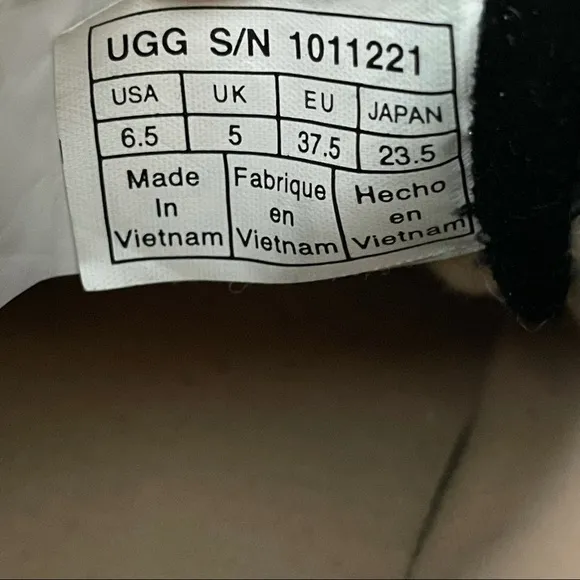 UGG S/N 1011221
USA UK EU JAPAN
6.5 5 37.5 23.5
Made Fabrique Hecho
In en en
Vietnam Vietnam Vietnam